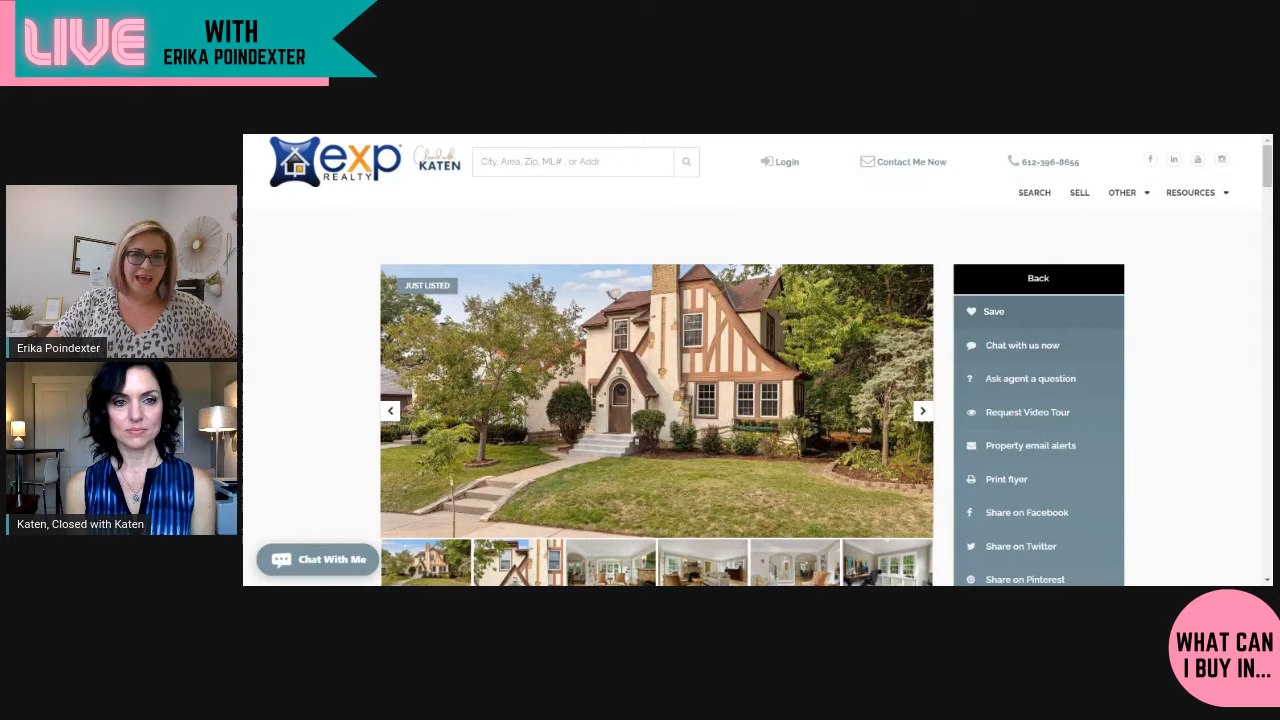 LIVE
WITH
ERIKA POINDEXTER
Erika Poindexter
Katen, Closed with Katen
exp
REALTY
Closed with
KATEN
City, Area, Zip, ML# , or Addr
Login
Contact Me Now
612-396-8655
SEARCH
SELL
OTHER
RESOURCES
JUST LISTED
Back
Save
Chat with us now
Ask agent a question
Request Video Tour
Property email alerts
Print flyer
Share on Facebook
Share on Twitter
Share on Pinterest
Chat With Me
WHAT CAN
I BUY IN...